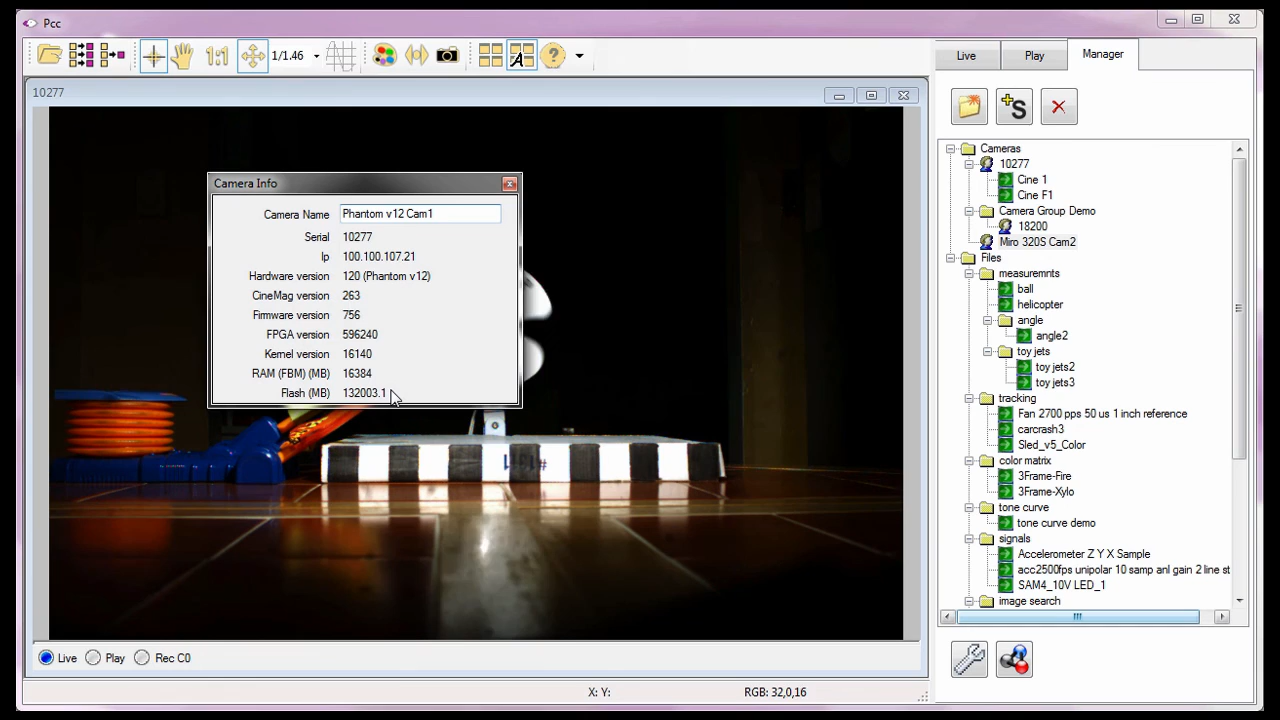 Pcc
1:1
1/1.46
A
?
Live
Play
Manager
10277
+S
Camera Info
Camera Name Phantom v12 Cam1
Serial 10277
Ip 100.100.107.21
Hardware version 120 (Phantom v12)
CineMag version 263
Firmware version 756
FPGA version 596240
Kernel version 16140
RAM (FBM) (MB) 16384
Flash (MB) 132003.1
Cameras
10277
Cine 1
Cine F1
Camera Group Demo
18200
Miro 320S Cam2
Files
measuremnts
ball
helicopter
angle
angle2
toy jets
toy jets2
toy jets3
tracking
Fan 2700 pps 50 us 1 inch reference
carcrash3
Sled_v5_Color
color matrix
3Frame-Fire
3Frame-Xylo
tone curve
tone curve demo
signals
Accelerometer Z Y X Sample
acc2500fps unipolar 10 samp anl gain 2 line st
SAM4_10V LED_1
image search
Live
Play
Rec C0
X: Y:
RGB: 32,0,16